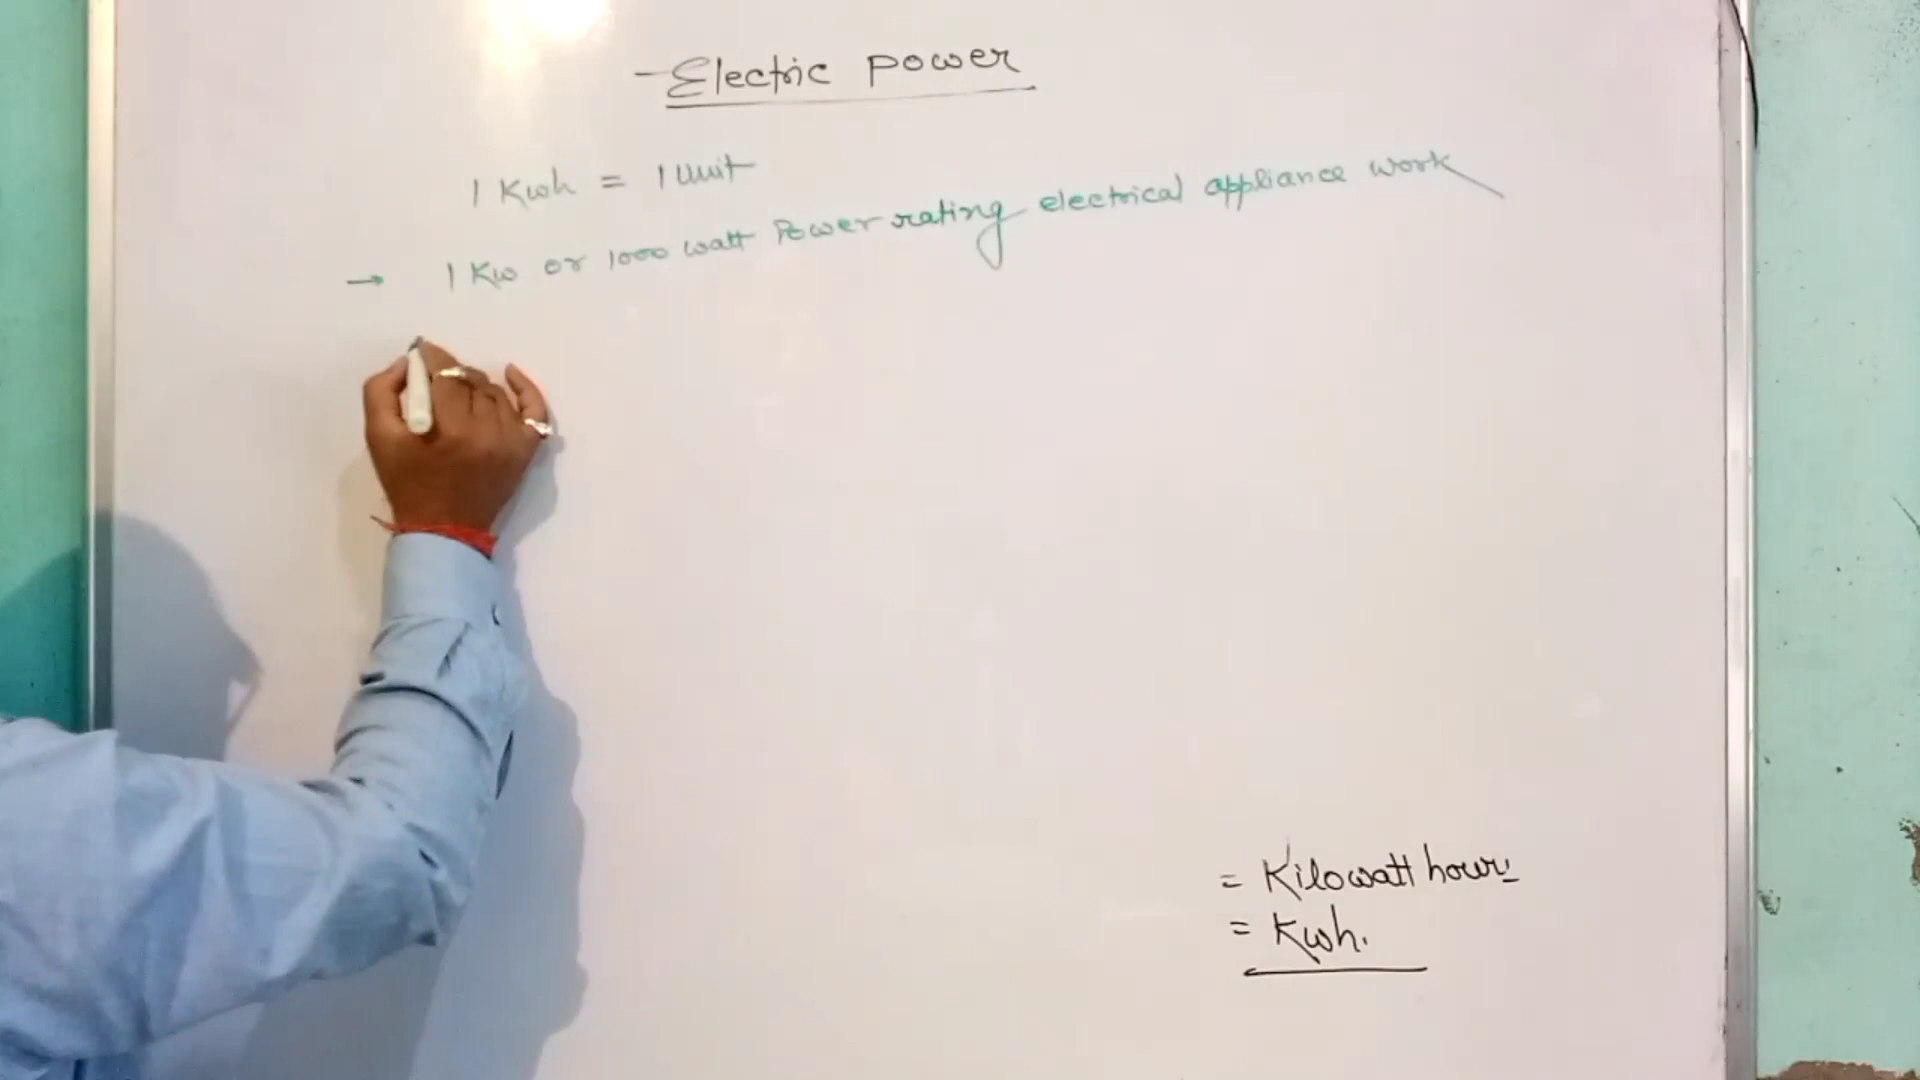 Electric power
1 Kwh = 1 Unit
→ 1 Kw or 1000 watt Power rating electrical appliance work
= Kilowatt hour
= Kwh.